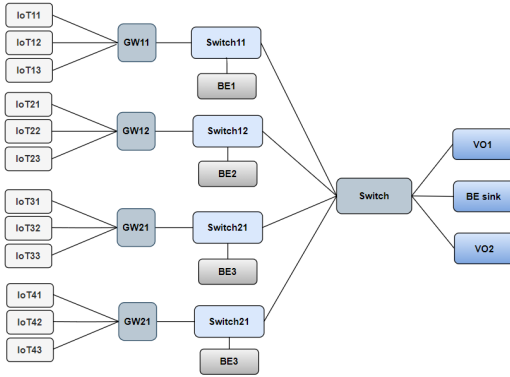 IoT11
IoT12
IoT13
GW11
Switch11
BE1
IoT21
IoT22
IoT23
GW12
Switch12
BE2
IoT31
IoT32
IoT33
GW21
Switch21
BE3
IoT41
IoT42
IoT43
GW21
Switch21
BE3
Switch
VO1
BE sink
VO2